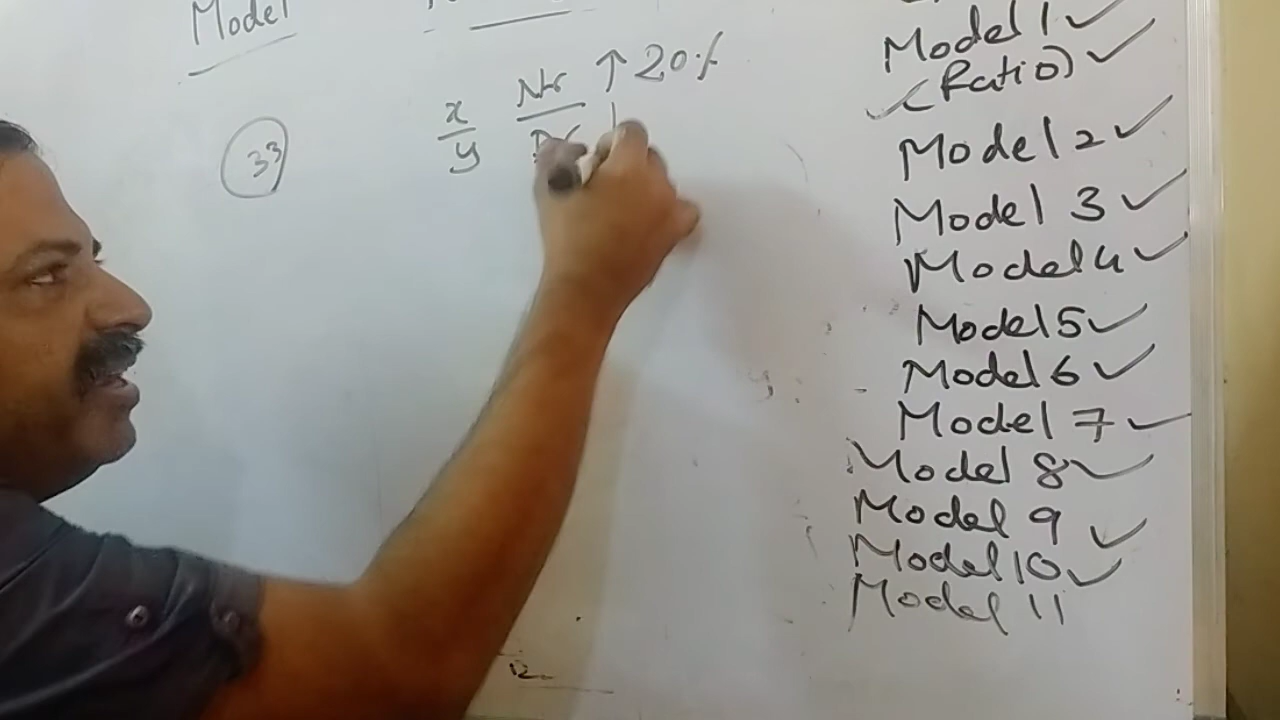 Model
33
x
y
Nr ↑ 20%
Dr
Model 1 ✓
✓ (Ratio) ✓
Model 2 ✓
Model 3 ✓
Model 4 ✓
Model 5 ✓
Model 6 ✓
Model 7 ✓
Model 8 ✓
Model 9 ✓
Model 10 ✓
Model 11